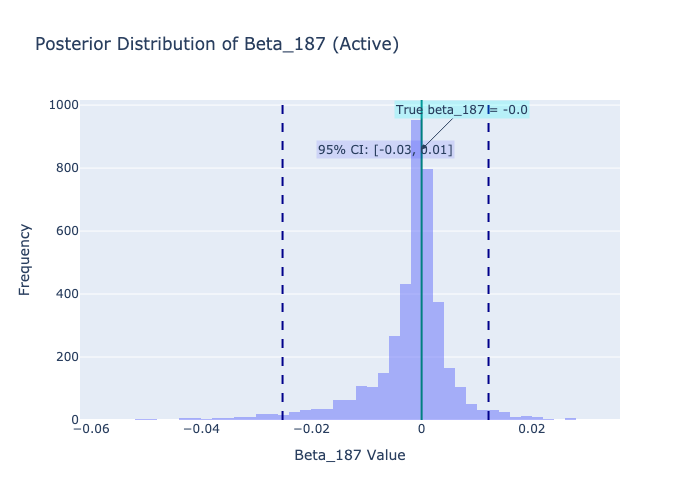 Posterior Distribution of Beta_187 (Active)
True beta_187 = -0.0
95% CI: [-0.03, 0.01]
Frequency
1000
800
600
400
200
0
−0.06
−0.04
−0.02
0
0.02
Beta_187 Value